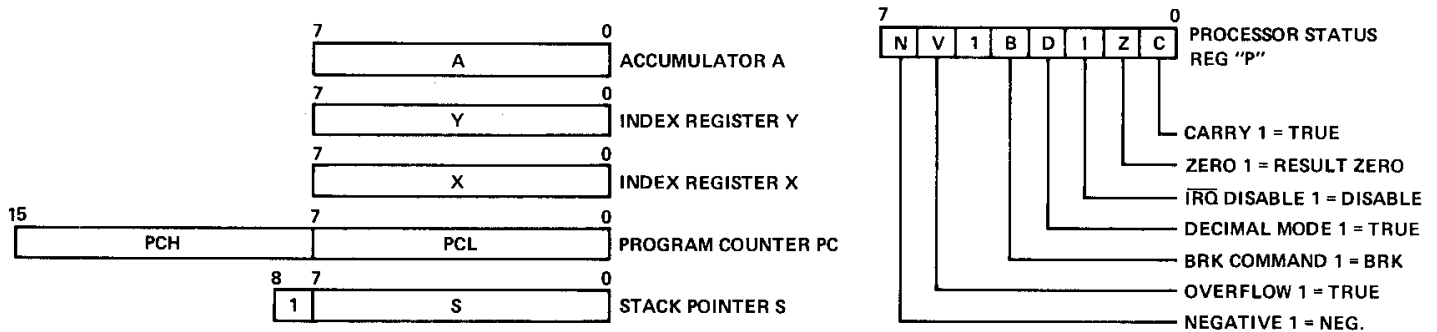 7 0
A ACCUMULATOR A
7 0
Y INDEX REGISTER Y
7 0
X INDEX REGISTER X
15 7 0
PCH PCL PROGRAM COUNTER PC
8 7 0
1 S STACK POINTER S
7 0
N V 1 B D I Z C PROCESSOR STATUS
REG "P"
CARRY 1 = TRUE
ZERO 1 = RESULT ZERO
IRQ DISABLE 1 = DISABLE
DECIMAL MODE 1 = TRUE
BRK COMMAND 1 = BRK
OVERFLOW 1 = TRUE
NEGATIVE 1 = NEG.